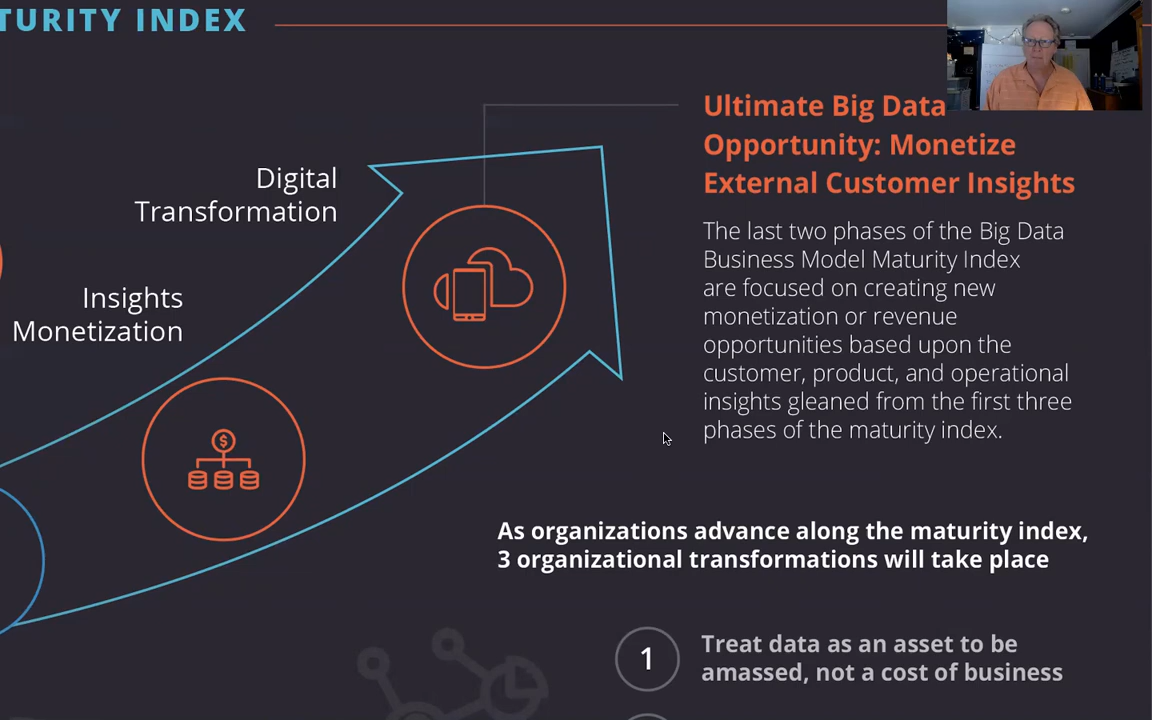 TURITY INDEX
Ultimate Big Data
Opportunity: Monetize
External Customer Insights
The last two phases of the Big Data
Business Model Maturity Index
are focused on creating new
monetization or revenue
opportunities based upon the
customer, product, and operational
insights gleaned from the first three
phases of the maturity index.
Digital
Transformation
Insights
Monetization
$
As organizations advance along the maturity index,
3 organizational transformations will take place
1
Treat data as an asset to be
amassed, not a cost of business